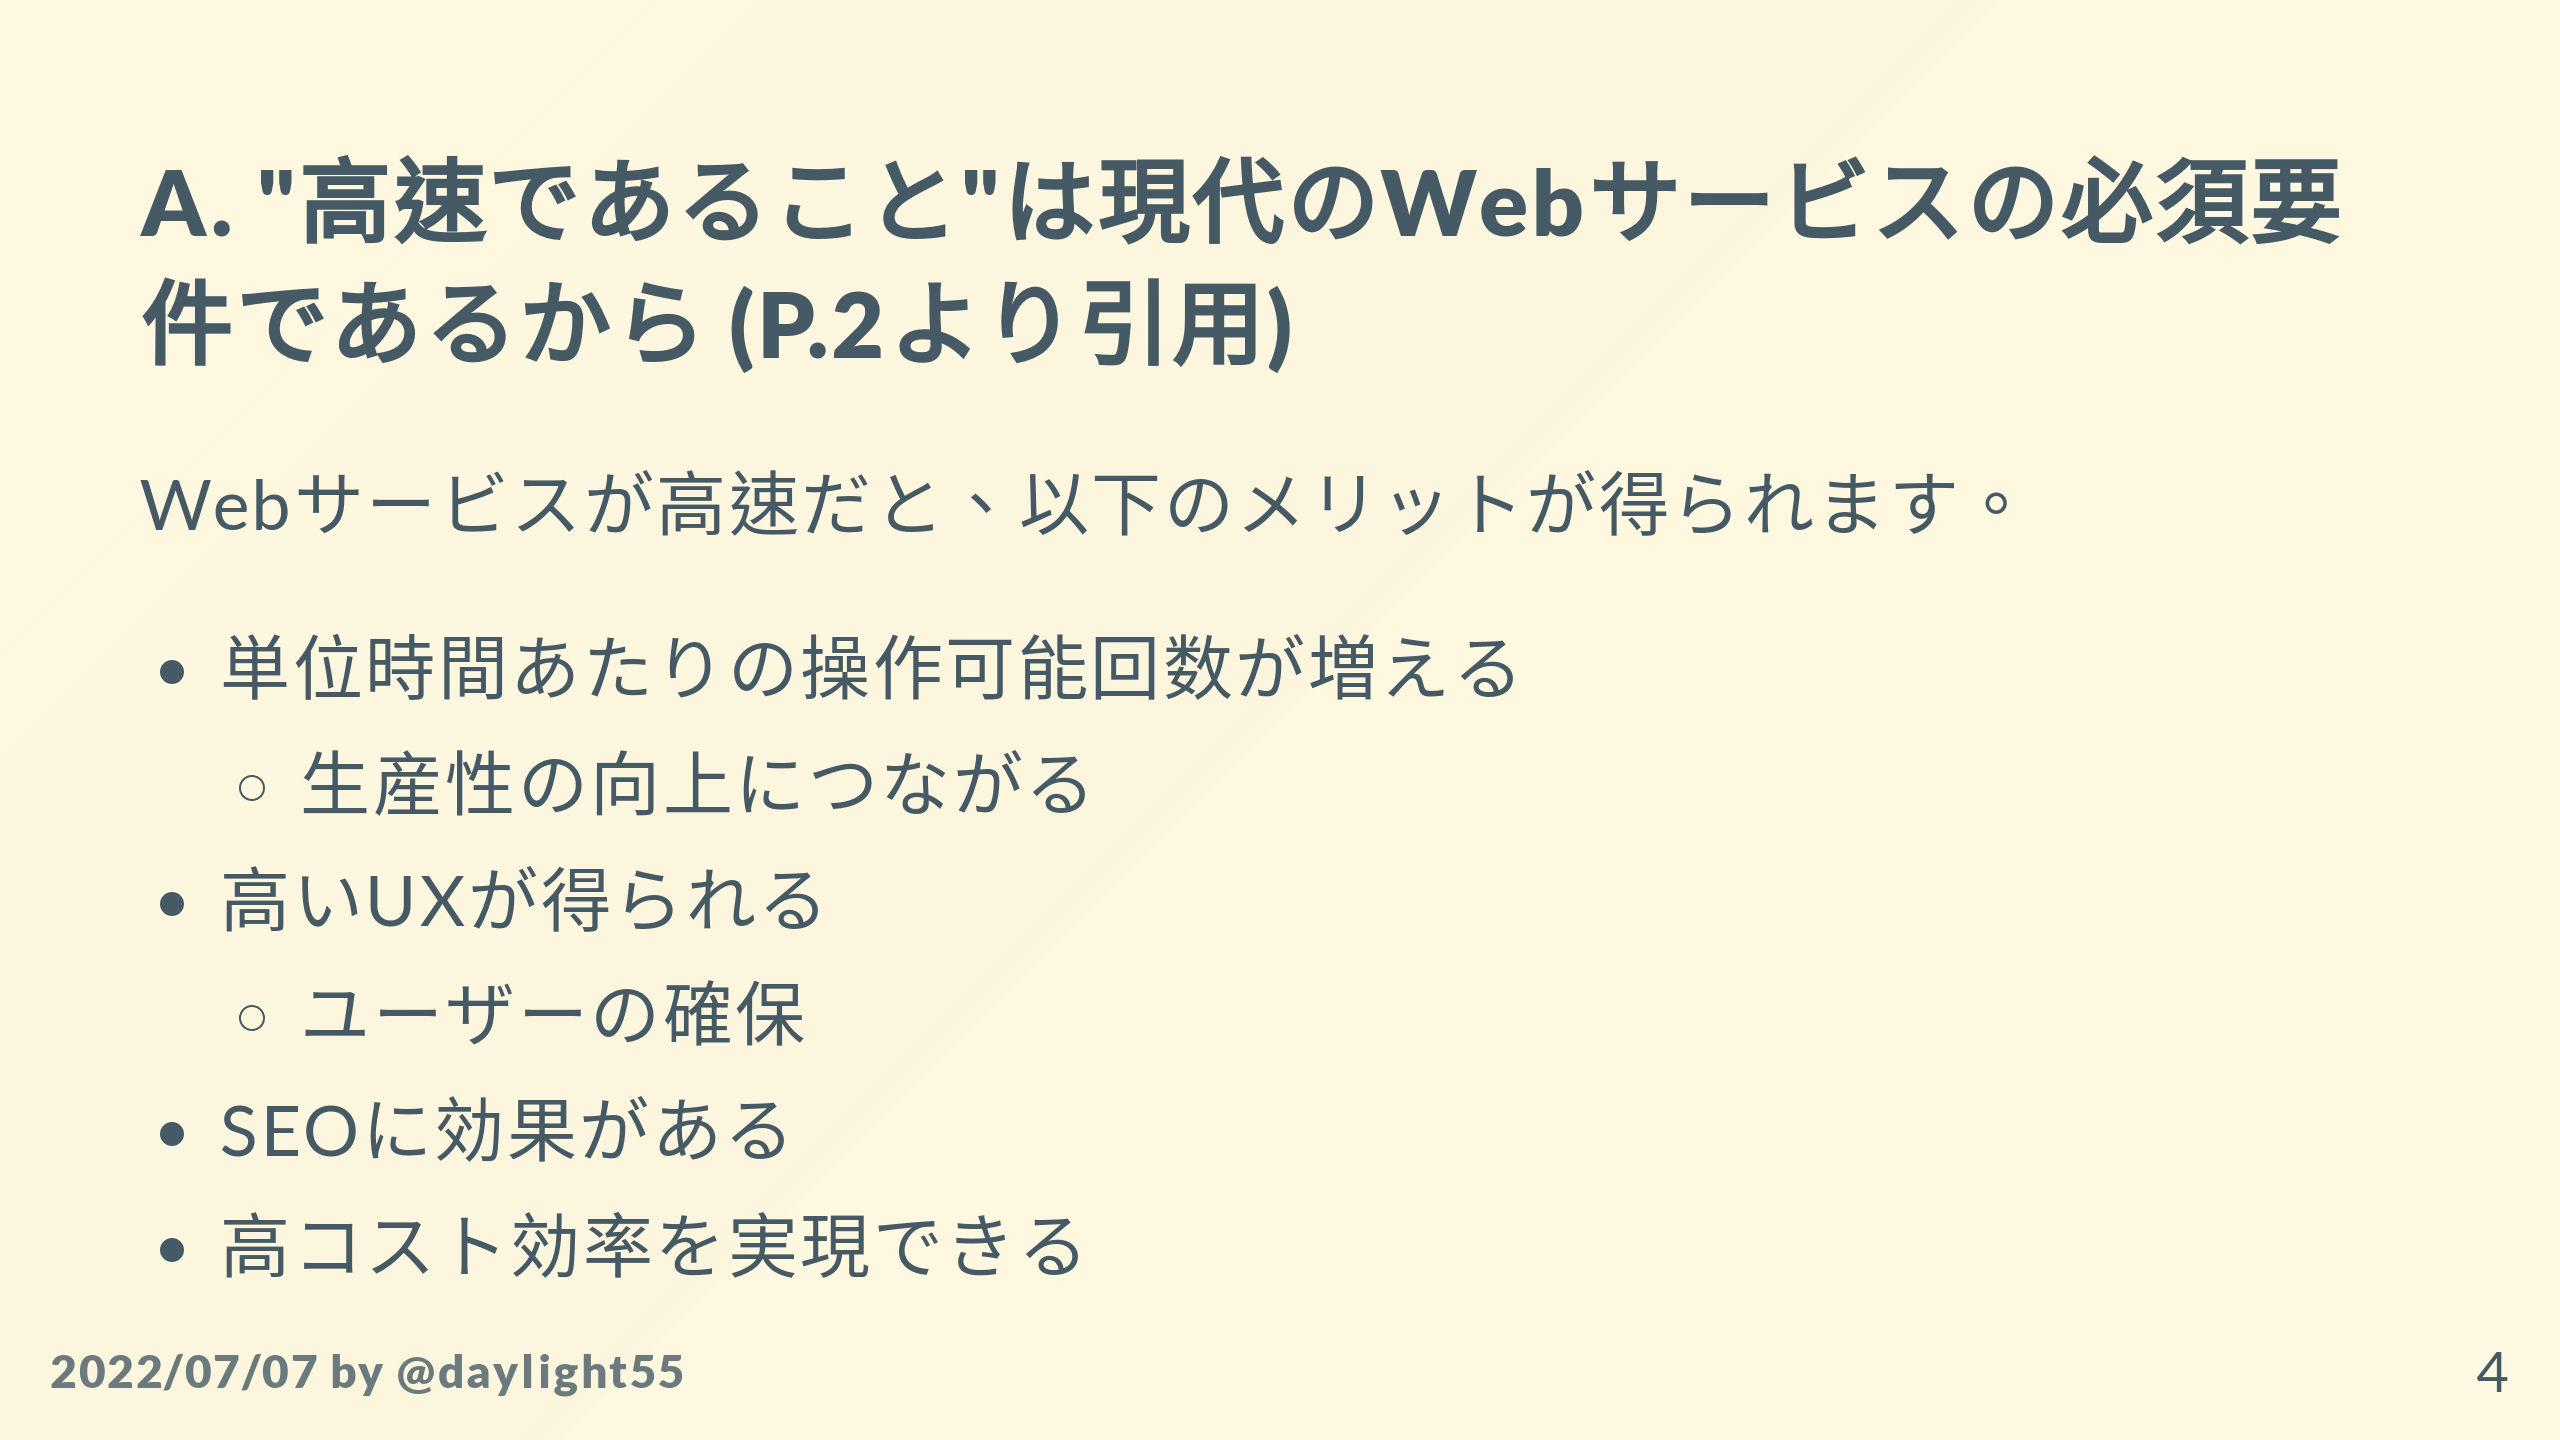 A. "高速であること"は現代のWebサービスの必須要
件であるから (P.2より引用)
Webサービスが高速だと、以下のメリットが得られます。
• 単位時間あたりの操作可能回数が増える
○ 生産性の向上につながる
• 高いUXが得られる
○ ユーザーの確保
• SEOに効果がある
• 高コスト効率を実現できる
2022/07/07 by @daylight55
4